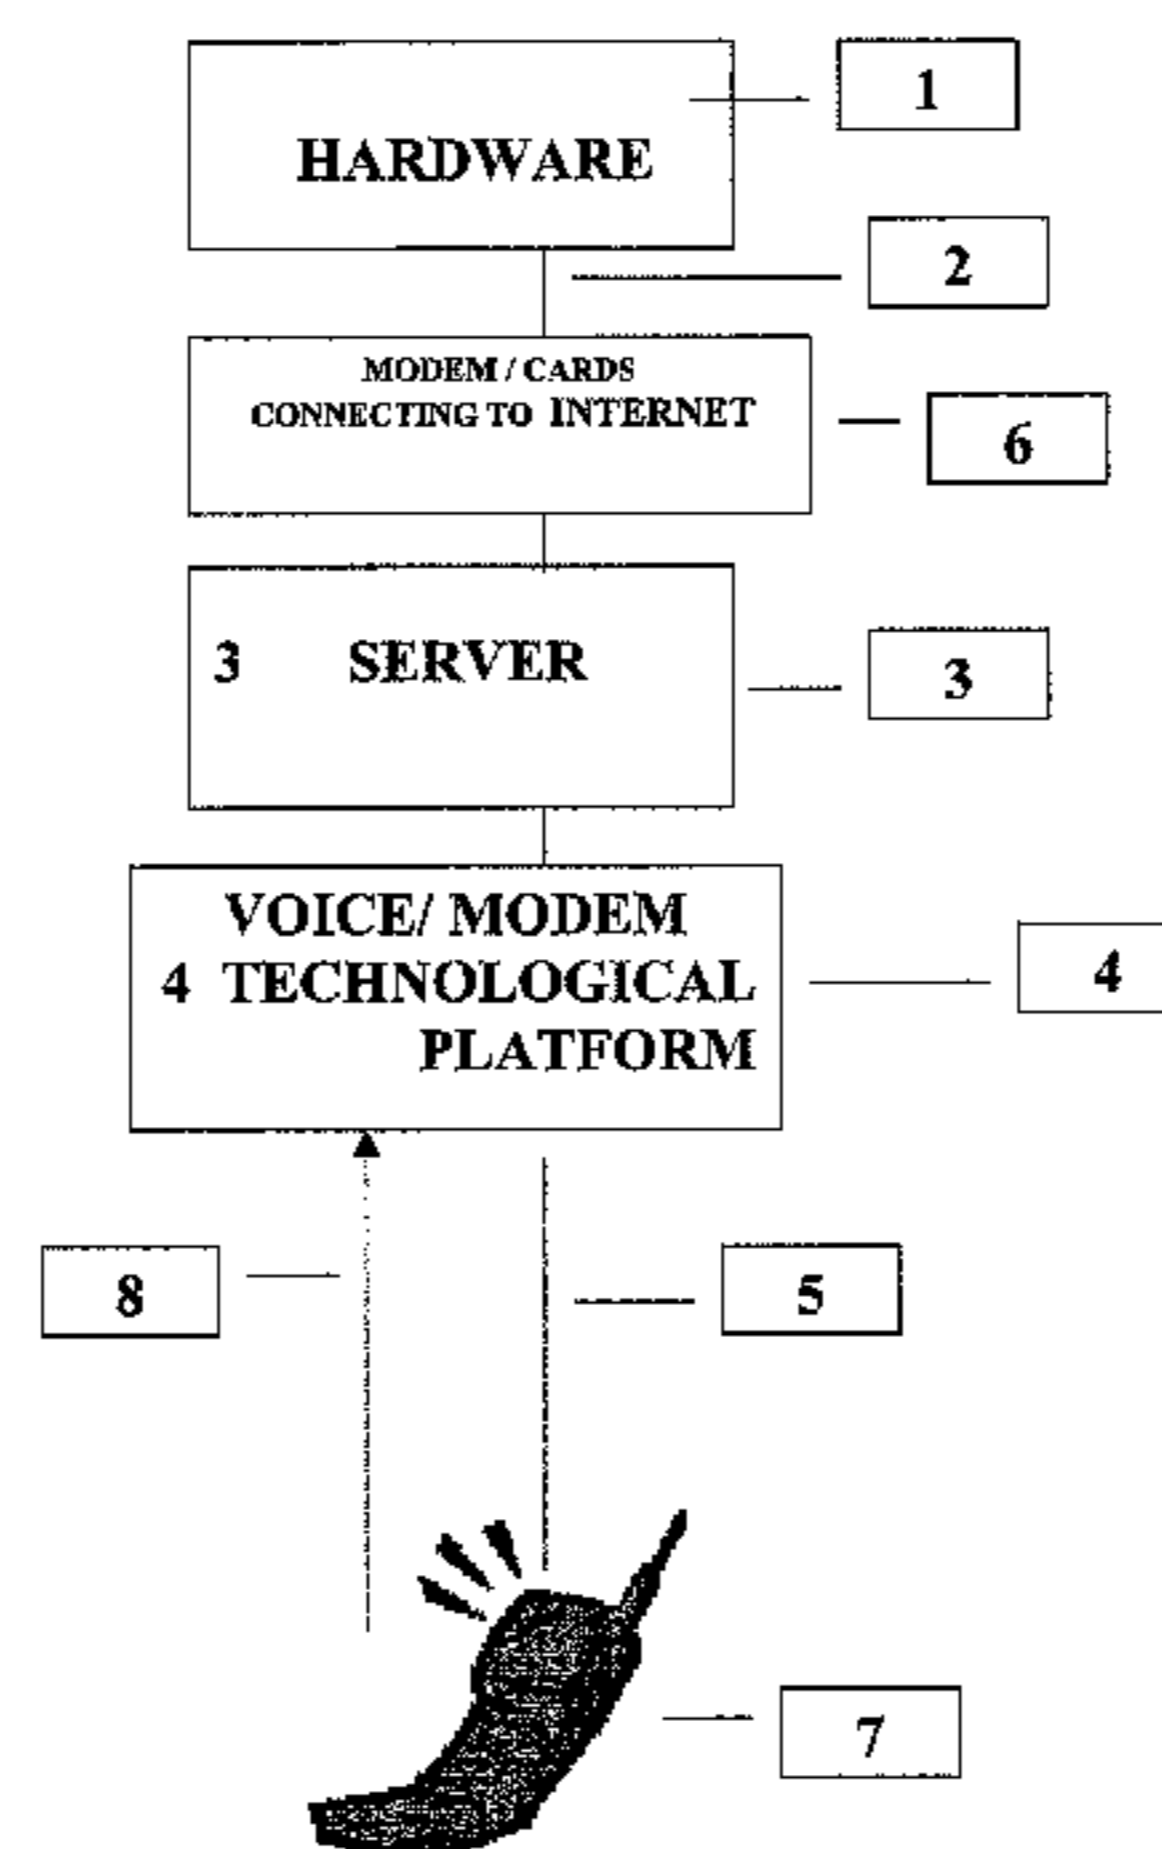 1
HARDWARE
2
MODEM / CARDS
CONNECTING TO INTERNET
6
3 SERVER
3
VOICE/ MODEM
4 TECHNOLOGICAL
PLATFORM
4
8
5
7